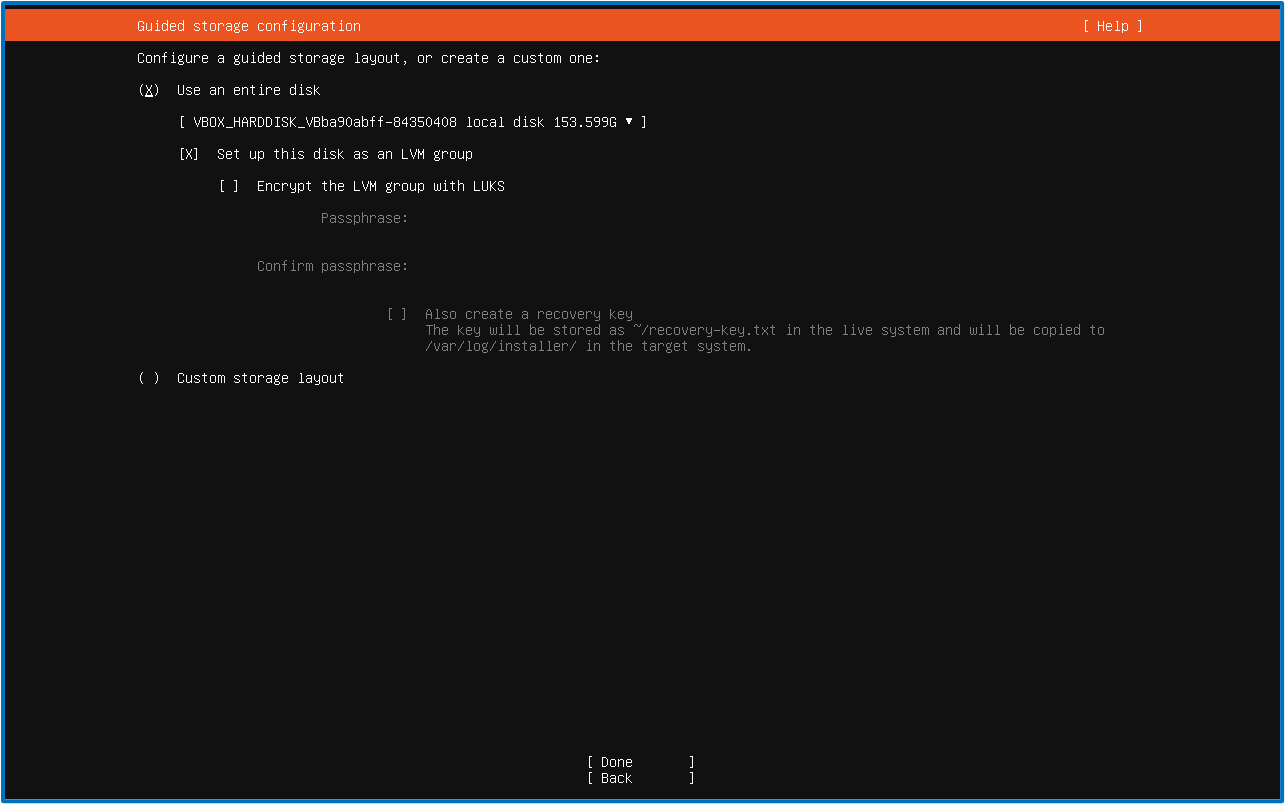 Guided storage configuration [ Help ]
Configure a guided storage layout, or create a custom one:
(X) Use an entire disk
[ VBOX_HARDDISK_VBba90abff-84350408 local disk 153.599G ▾ ]
[X] Set up this disk as an LVM group
[ ] Encrypt the LVM group with LUKS
Passphrase:
Confirm passphrase:
[ ] Also create a recovery key
The key will be stored as ~/recovery-key.txt in the live system and will be copied to
/var/log/installer/ in the target system.
( ) Custom storage layout
[ Done ]
[ Back ]